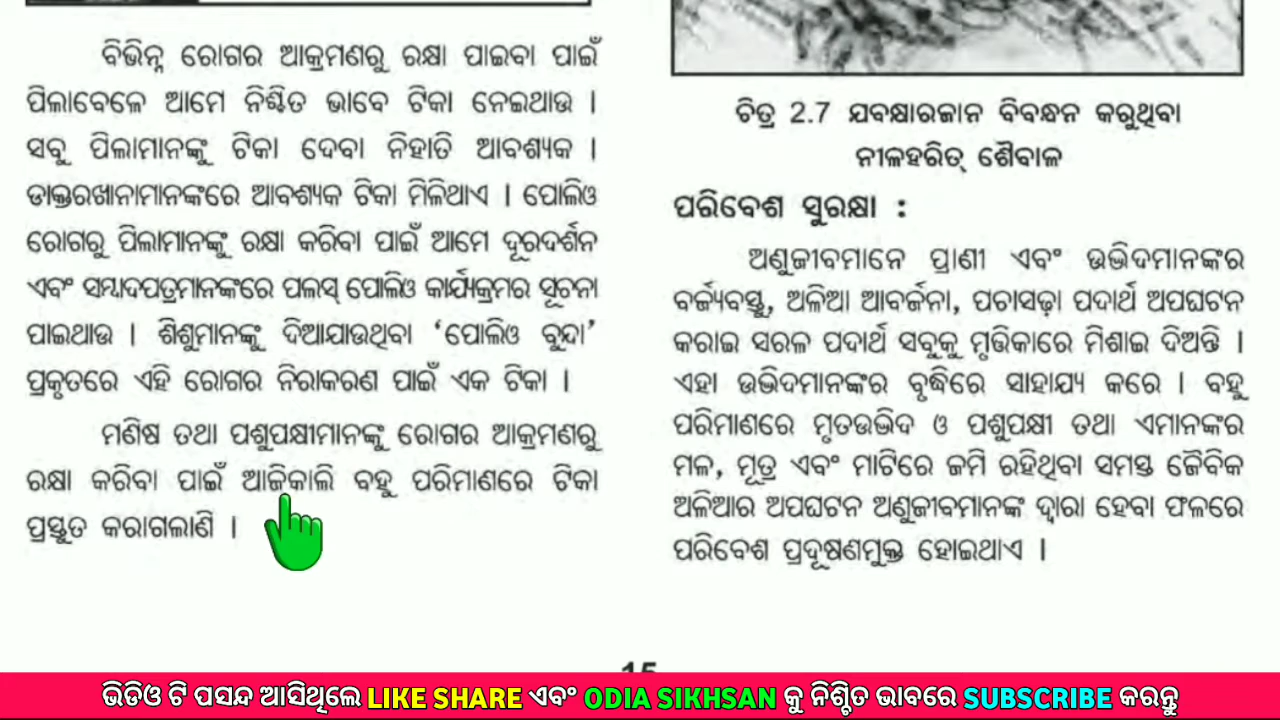 ବିଭିନ୍ନ ରୋଗର ଆକ୍ରମଣରୁ ରକ୍ଷା ପାଇବା ପାଇଁ
ପିଲାବେଳେ ଆମେ ନିଶ୍ଚିତ ଭାବେ ଟିକା ନେଇଥାଉ ।
ସବୁ ପିଲାମାନଙ୍କୁ ଟିକା ଦେବା ନିହାତି ଆବଶ୍ୟକ ।
ଡାକ୍ତରଖାନାମାନଙ୍କରେ ଆବଶ୍ୟକ ଟିକା ମିଳିଥାଏ । ପୋଲିଓ
ରୋଗରୁ ପିଲାମାନଙ୍କୁ ରକ୍ଷା କରିବା ପାଇଁ ଆମେ ଦୂରଦର୍ଶନ
ଏବଂ ସମ୍ବାଦପତ୍ରମାନଙ୍କରେ ପଲସ୍ ପୋଲିଓ କାର୍ଯ୍ୟକ୍ରମର ସୂଚନା
ପାଇଥାଉ । ଶିଶୁମାନଙ୍କୁ ଦିଆଯାଉଥିବା ‘ପୋଲିଓ ବୁନ୍ଦା’
ପ୍ରକୃତରେ ଏହି ରୋଗର ନିରାକରଣ ପାଇଁ ଏକ ଟିକା ।
ମଣିଷ ତଥା ପଶୁପକ୍ଷୀମାନଙ୍କୁ ରୋଗର ଆକ୍ରମଣରୁ
ରକ୍ଷା କରିବା ପାଇଁ ଆଜିକାଲି ବହୁ ପରିମାଣରେ ଟିକା
ପ୍ରସ୍ତୁତ କରାଗଲାଣି ।
ଚିତ୍ର 2.7 ଯବକ୍ଷାରଜାନ ବିବନ୍ଧନ କରୁଥିବା
ନୀଳହରିତ୍ ଶୈବାଳ
ପରିବେଶ ସୁରକ୍ଷା :
ଅଣୁଜୀବମାନେ ପ୍ରାଣୀ ଏବଂ ଉଦ୍ଭିଦମାନଙ୍କର
ବର୍ଜ୍ୟବସ୍ତୁ, ଅଳିଆ ଆବର୍ଜନା, ପଚାସଢ଼ା ପଦାର୍ଥ ଅପଘଟନ
କରାଇ ସରଳ ପଦାର୍ଥ ସବୁକୁ ମୃତ୍ତିକାରେ ମିଶାଇ ଦିଅନ୍ତି ।
ଏହା ଉଦ୍ଭିଦମାନଙ୍କର ବୃଦ୍ଧିରେ ସାହାଯ୍ୟ କରେ । ବହୁ
ପରିମାଣରେ ମୃତଉଦ୍ଭିଦ ଓ ପଶୁପକ୍ଷୀ ତଥା ଏମାନଙ୍କର
ମଳ, ମୂତ୍ର ଏବଂ ମାଟିରେ ଜମି ରହିଥିବା ସମସ୍ତ ଜୈବିକ
ଅଳିଆର ଅପଘଟନ ଅଣୁଜୀବମାନଙ୍କ ଦ୍ୱାରା ହେବା ଫଳରେ
ପରିବେଶ ପ୍ରଦୂଷଣମୁକ୍ତ ହୋଇଥାଏ ।
15
ଭିଡିଓ ଟି ପସନ୍ଦ ଆସିଥିଲେ LIKE SHARE ଏବଂ ODIA SIKHSAN କୁ ନିଶ୍ଚିତ ଭାବରେ SUBSCRIBE କରନ୍ତୁ